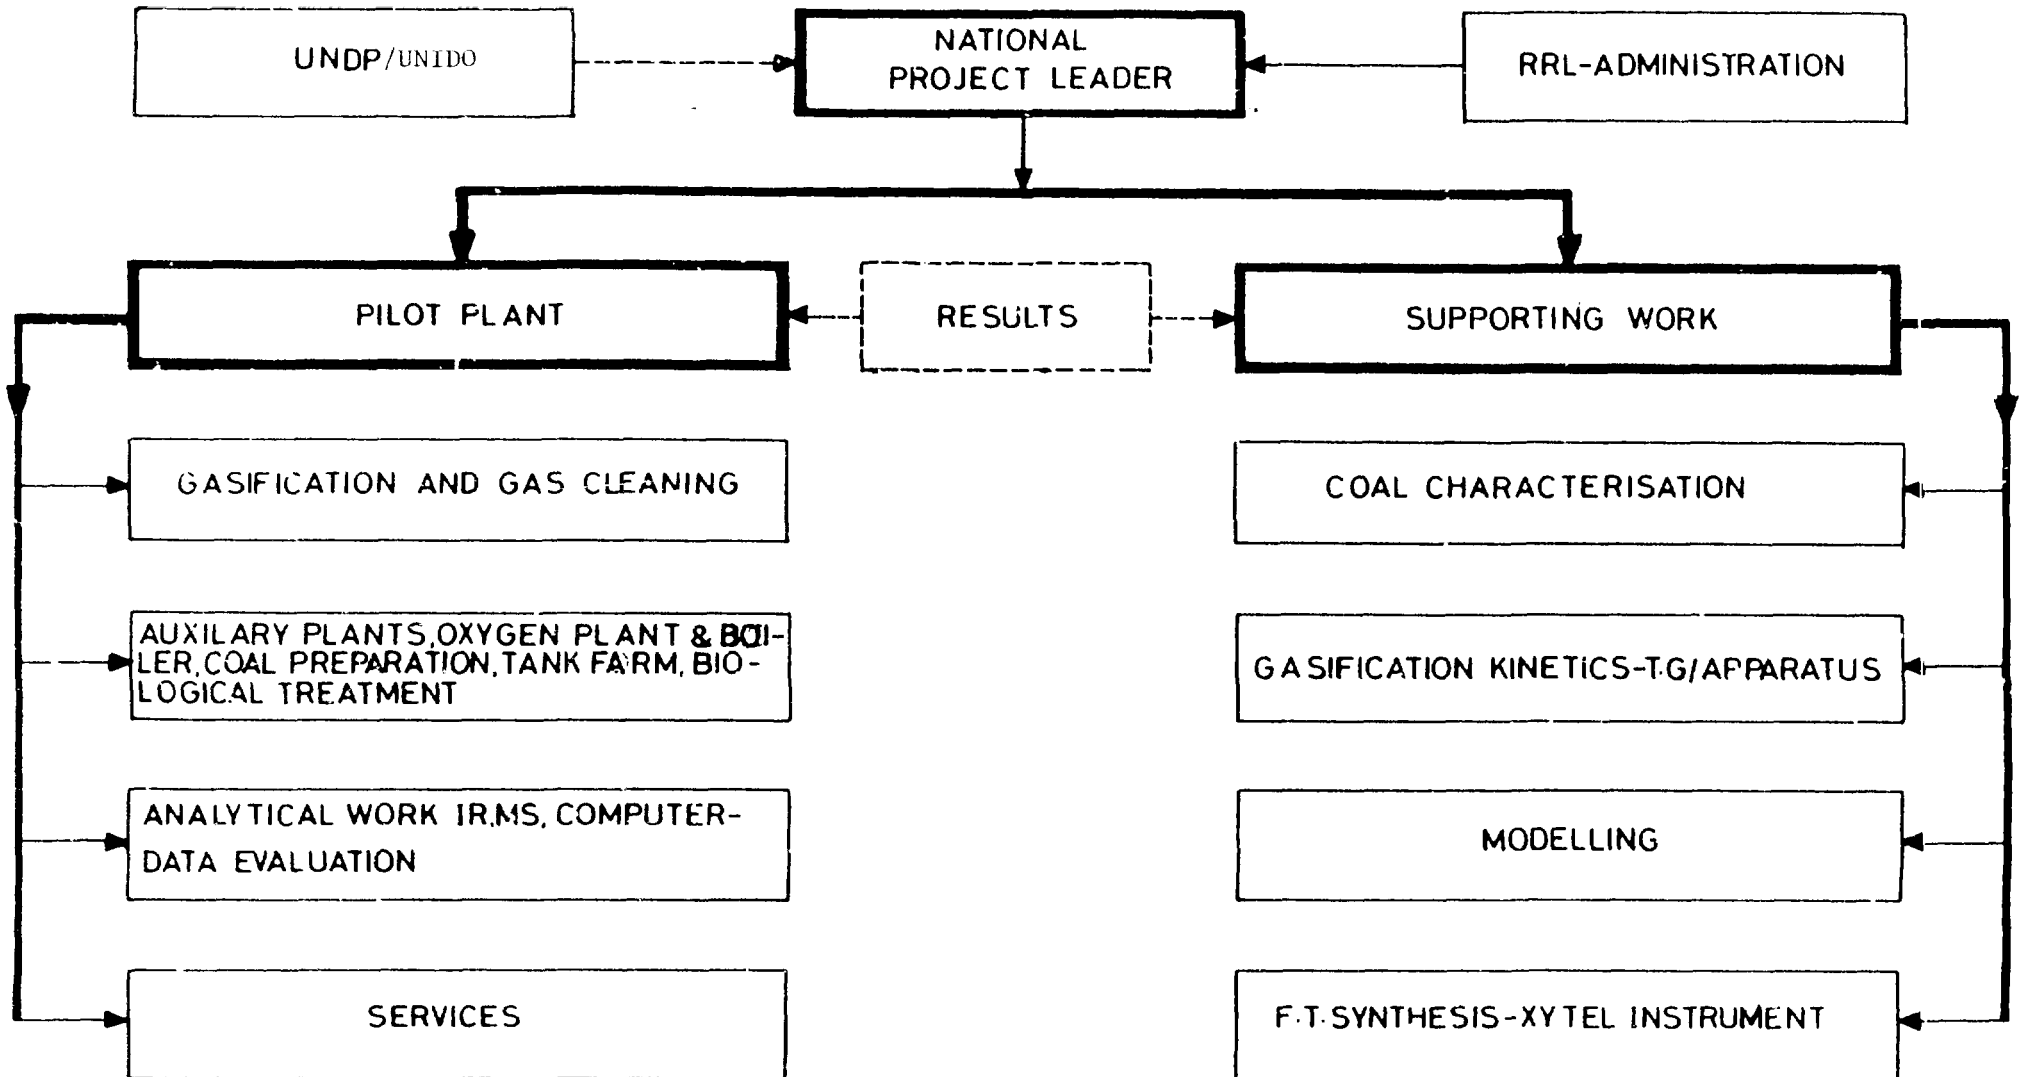 UNDP/UNIDO
NATIONAL
PROJECT LEADER
RRL-ADMINISTRATION
PILOT PLANT
RESULTS
SUPPORTING WORK
GASIFICATION AND GAS CLEANING
COAL CHARACTERISATION
AUXILARY PLANTS,OXYGEN PLANT & BOI-
LER,COAL PREPARATION,TANK FARM, BIO-
LOGICAL TREATMENT
GASIFICATION KINETICS-T.G/APPARATUS
ANALYTICAL WORK IR,MS, COMPUTER-
DATA EVALUATION
MODELLING
SERVICES
F.T.SYNTHESIS-XYTEL INSTRUMENT